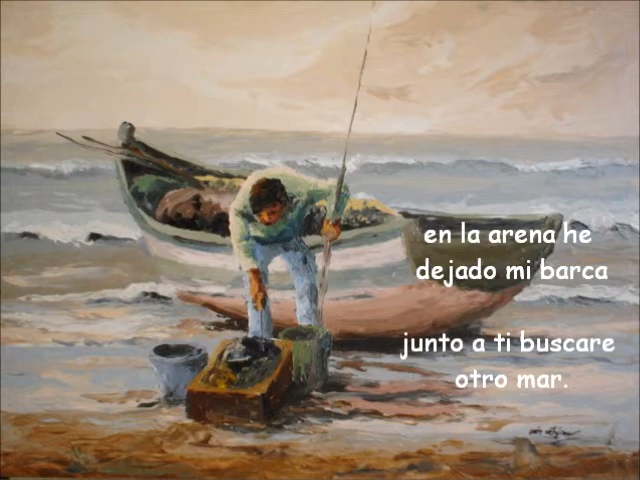 en la arena he
dejado mi barca
junto a ti buscare
otro mar.